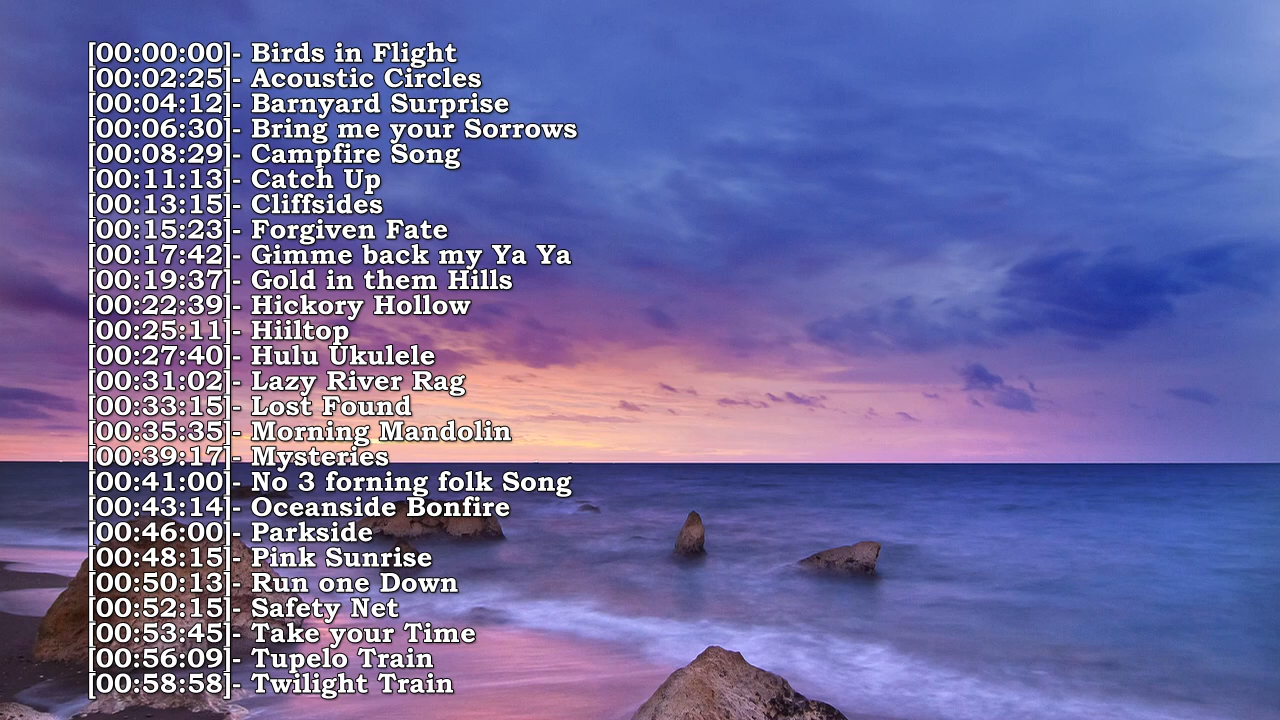 [00:00:00]- Birds in Flight
[00:02:25]- Acoustic Circles
[00:04:12]- Barnyard Surprise
[00:06:30]- Bring me your Sorrows
[00:08:29]- Campfire Song
[00:11:13]- Catch Up
[00:13:15]- Cliffsides
[00:15:23]- Forgiven Fate
[00:17:42]- Gimme back my Ya Ya
[00:19:37]- Gold in them Hills
[00:22:39]- Hickory Hollow
[00:25:11]- Hiiltop
[00:27:40]- Hulu Ukulele
[00:31:02]- Lazy River Rag
[00:33:15]- Lost Found
[00:35:35]- Morning Mandolin
[00:39:17]- Mysteries
[00:41:00]- No 3 forning folk Song
[00:43:14]- Oceanside Bonfire
[00:46:00]- Parkside
[00:48:15]- Pink Sunrise
[00:50:13]- Run one Down
[00:52:15]- Safety Net
[00:53:45]- Take your Time
[00:56:09]- Tupelo Train
[00:58:58]- Twilight Train